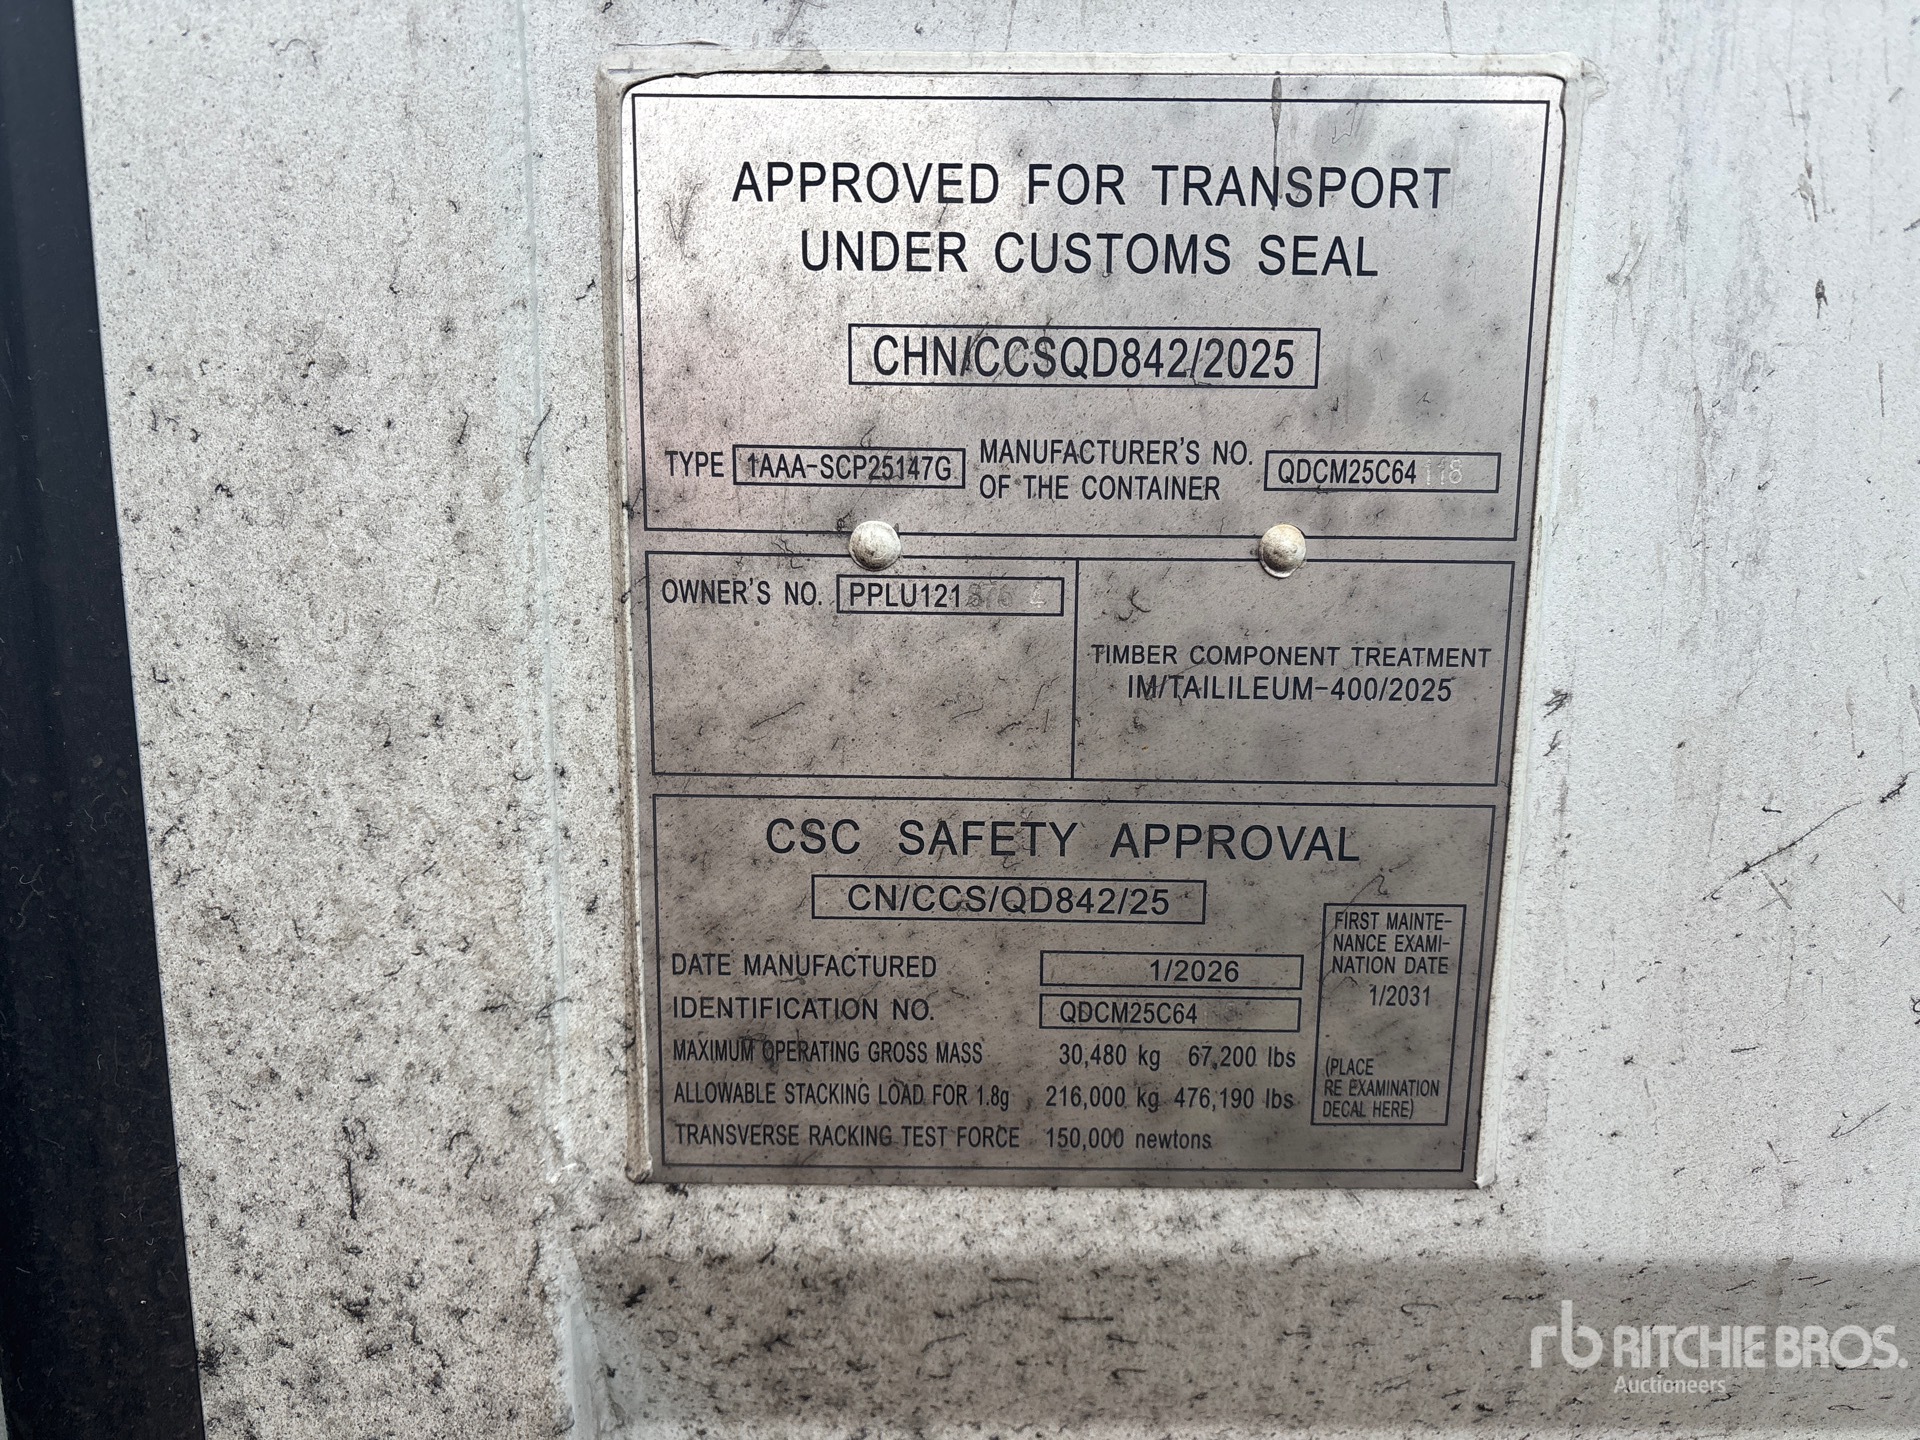 APPROVED FOR TRANSPORT
UNDER CUSTOMS SEAL
CHN/CCSQD842/2025
TYPE 1AAA-SCP25147G MANUFACTURER'S NO. OF THE CONTAINER QDCM25C64
OWNER'S NO. PPLU121
TIMBER COMPONENT TREATMENT
IM/TAILILEUM-400/2025
CSC SAFETY APPROVAL
CN/CCS/QD842/25
DATE MANUFACTURED 1/2026
IDENTIFICATION NO. QDCM25C64
MAXIMUM OPERATING GROSS MASS 30,480 kg 67,200 lbs
ALLOWABLE STACKING LOAD FOR 1.8g 216,000 kg 476,190 lbs
TRANSVERSE RACKING TEST FORCE 150,000 newtons
FIRST MAINTE-
NANCE EXAMI-
NATION DATE
1/2031
(PLACE
RE EXAMINATION
DECAL HERE)
rb RITCHIE BROS.
Auctioneers